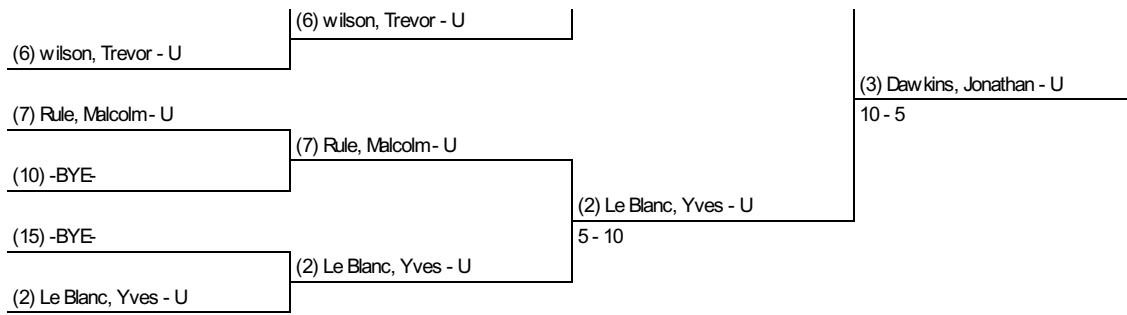 (6) wilson, Trevor - U
(6) wilson, Trevor - U
(3) Dawkins, Jonathan - U
10 - 5
(7) Rule, Malcolm - U
(7) Rule, Malcolm - U
(10) -BYE-
(2) Le Blanc, Yves - U
5 - 10
(15) -BYE-
(2) Le Blanc, Yves - U
(2) Le Blanc, Yves - U